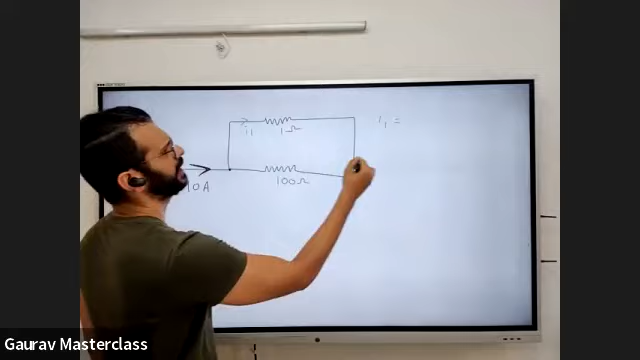 i₁
1Ω
i₁ =
10A
100Ω
Gaurav Masterclass